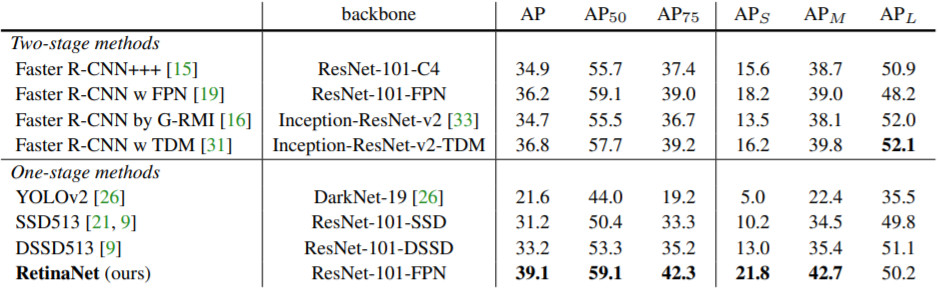 backbone AP AP50 AP75 APS APM APL
Two-stage methods
Faster R-CNN+++ [15] ResNet-101-C4 34.9 55.7 37.4 15.6 38.7 50.9
Faster R-CNN w FPN [19] ResNet-101-FPN 36.2 59.1 39.0 18.2 39.0 48.2
Faster R-CNN by G-RMI [16] Inception-ResNet-v2 [33] 34.7 55.5 36.7 13.5 38.1 52.0
Faster R-CNN w TDM [31] Inception-ResNet-v2-TDM 36.8 57.7 39.2 16.2 39.8 52.1
One-stage methods
YOLOv2 [26] DarkNet-19 [26] 21.6 44.0 19.2 5.0 22.4 35.5
SSD513 [21, 9] ResNet-101-SSD 31.2 50.4 33.3 10.2 34.5 49.8
DSSD513 [9] ResNet-101-DSSD 33.2 53.3 35.2 13.0 35.4 51.1
RetinaNet (ours) ResNet-101-FPN 39.1 59.1 42.3 21.8 42.7 50.2